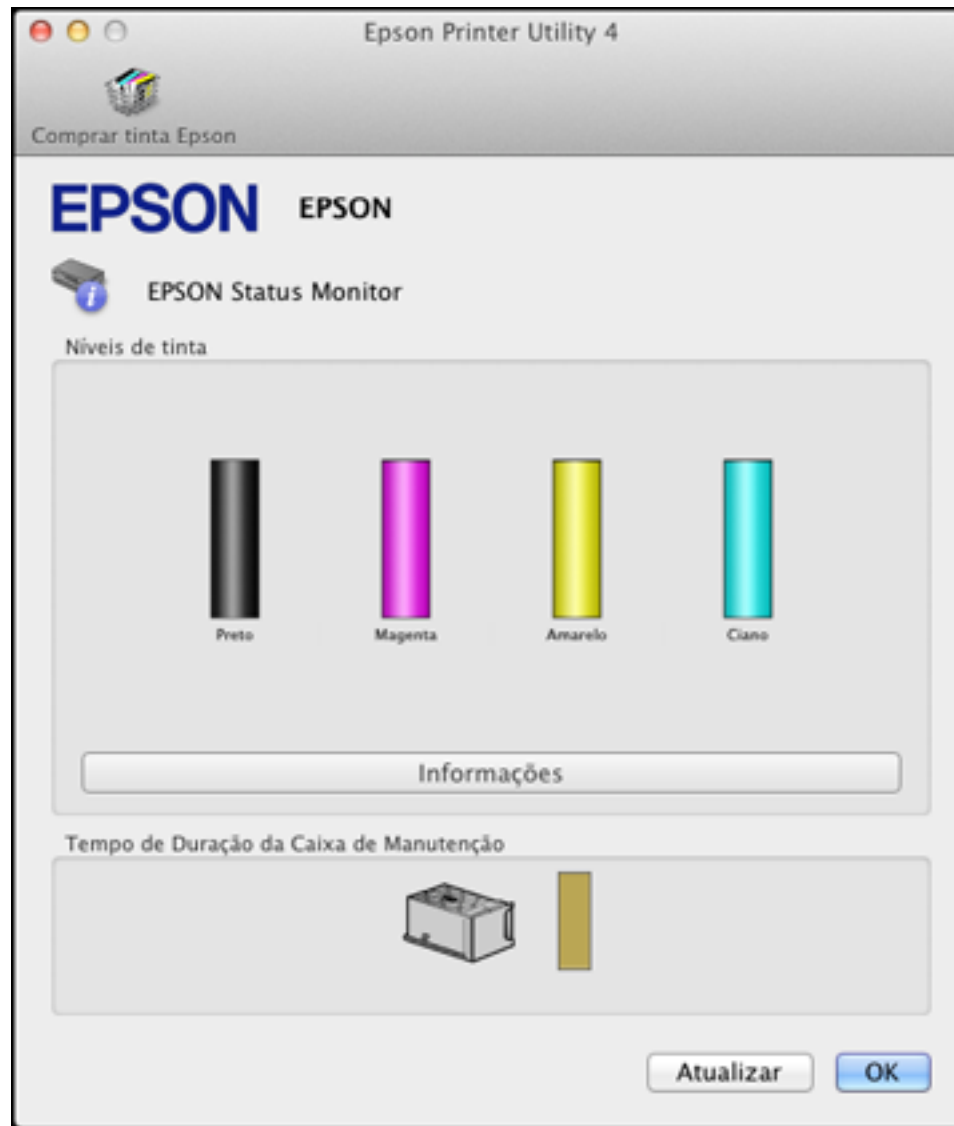 Epson Printer Utility 4
Comprar tinta Epson
EPSON EPSON
EPSON Status Monitor
Níveis de tinta
Preto Magenta Amarelo Ciano
Informações
Tempo de Duração da Caixa de Manutenção
Atualizar OK